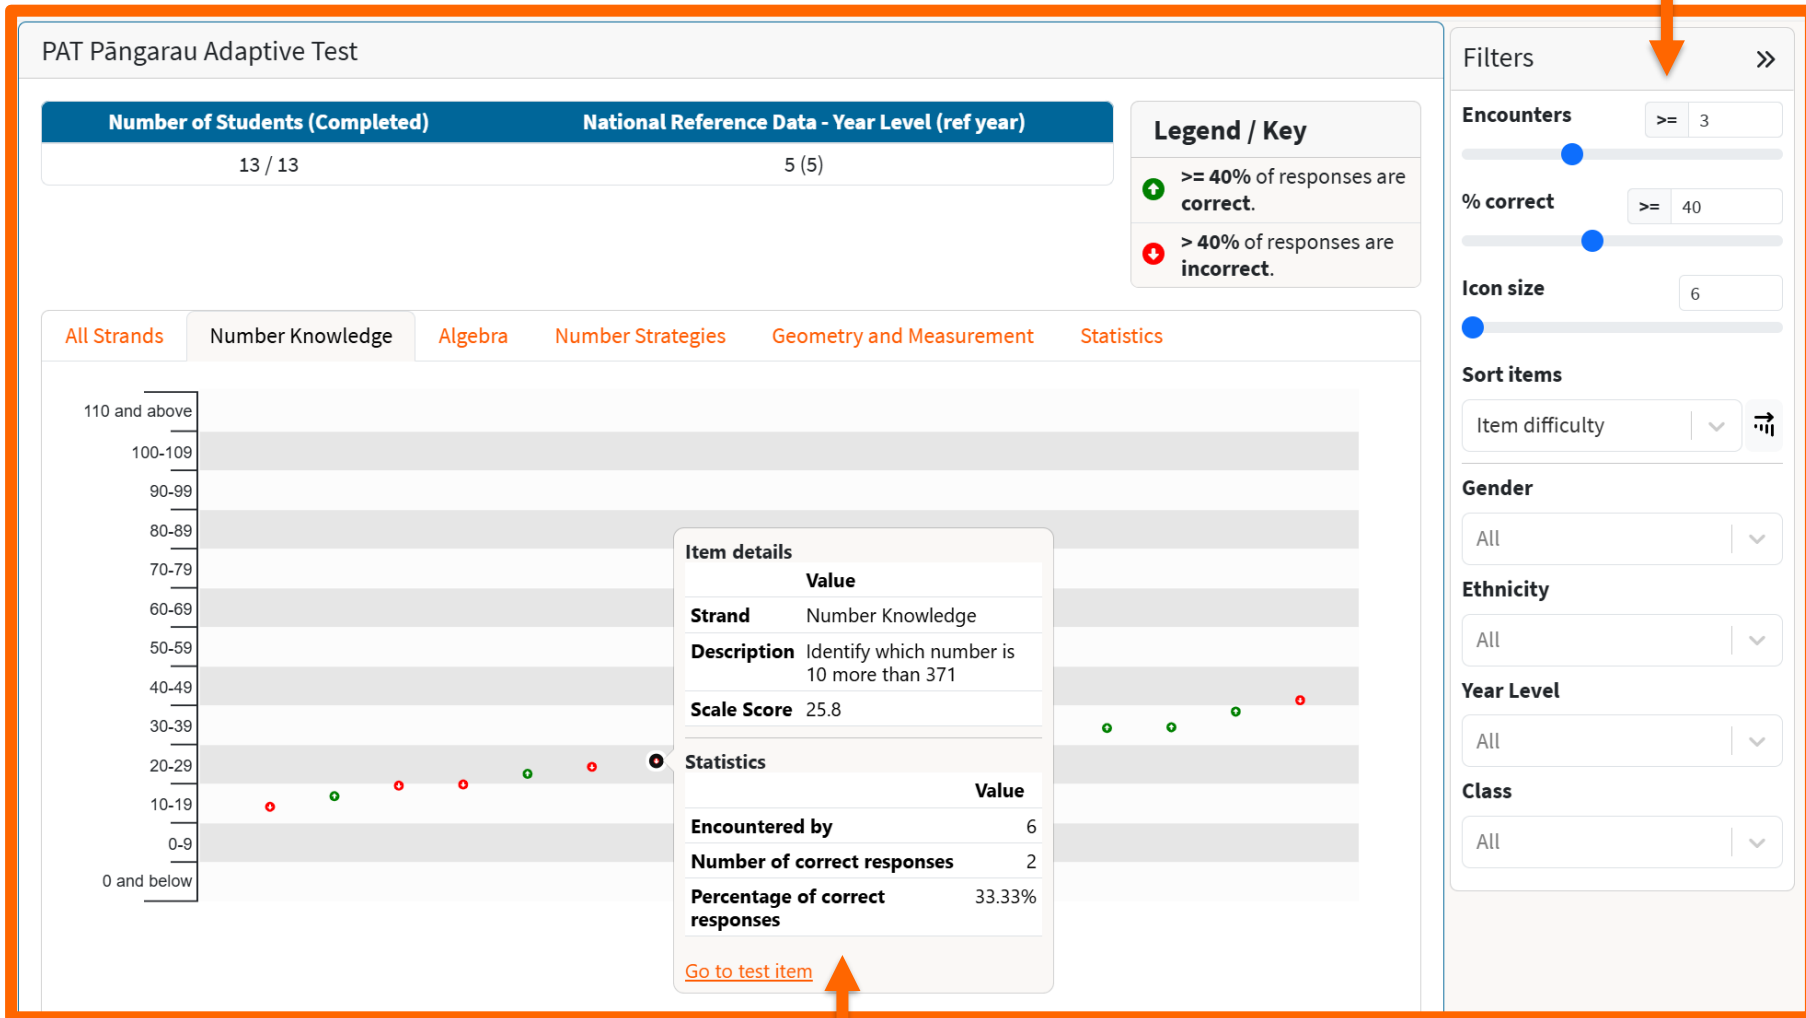 PAT Pāngarau Adaptive Test
Number of Students (Completed) National Reference Data - Year Level (ref year)
13 / 13 5 (5)
Legend / Key
>= 40% of responses are
correct.
> 40% of responses are
incorrect.
All Strands Number Knowledge Algebra Number Strategies Geometry and Measurement Statistics
110 and above
100-109
90-99
80-89
70-79
60-69
50-59
40-49
30-39
20-29
10-19
0-9
0 and below
Item details
Value
Strand Number Knowledge
Description Identify which number is
10 more than 371
Scale Score 25.8
Statistics
Value
Encountered by 6
Number of correct responses 2
Percentage of correct 33.33%
responses
Go to test item
Filters
Encounters >= 3
% correct >= 40
Icon size 6
Sort items
Item difficulty
Gender
All
Ethnicity
All
Year Level
All
Class
All